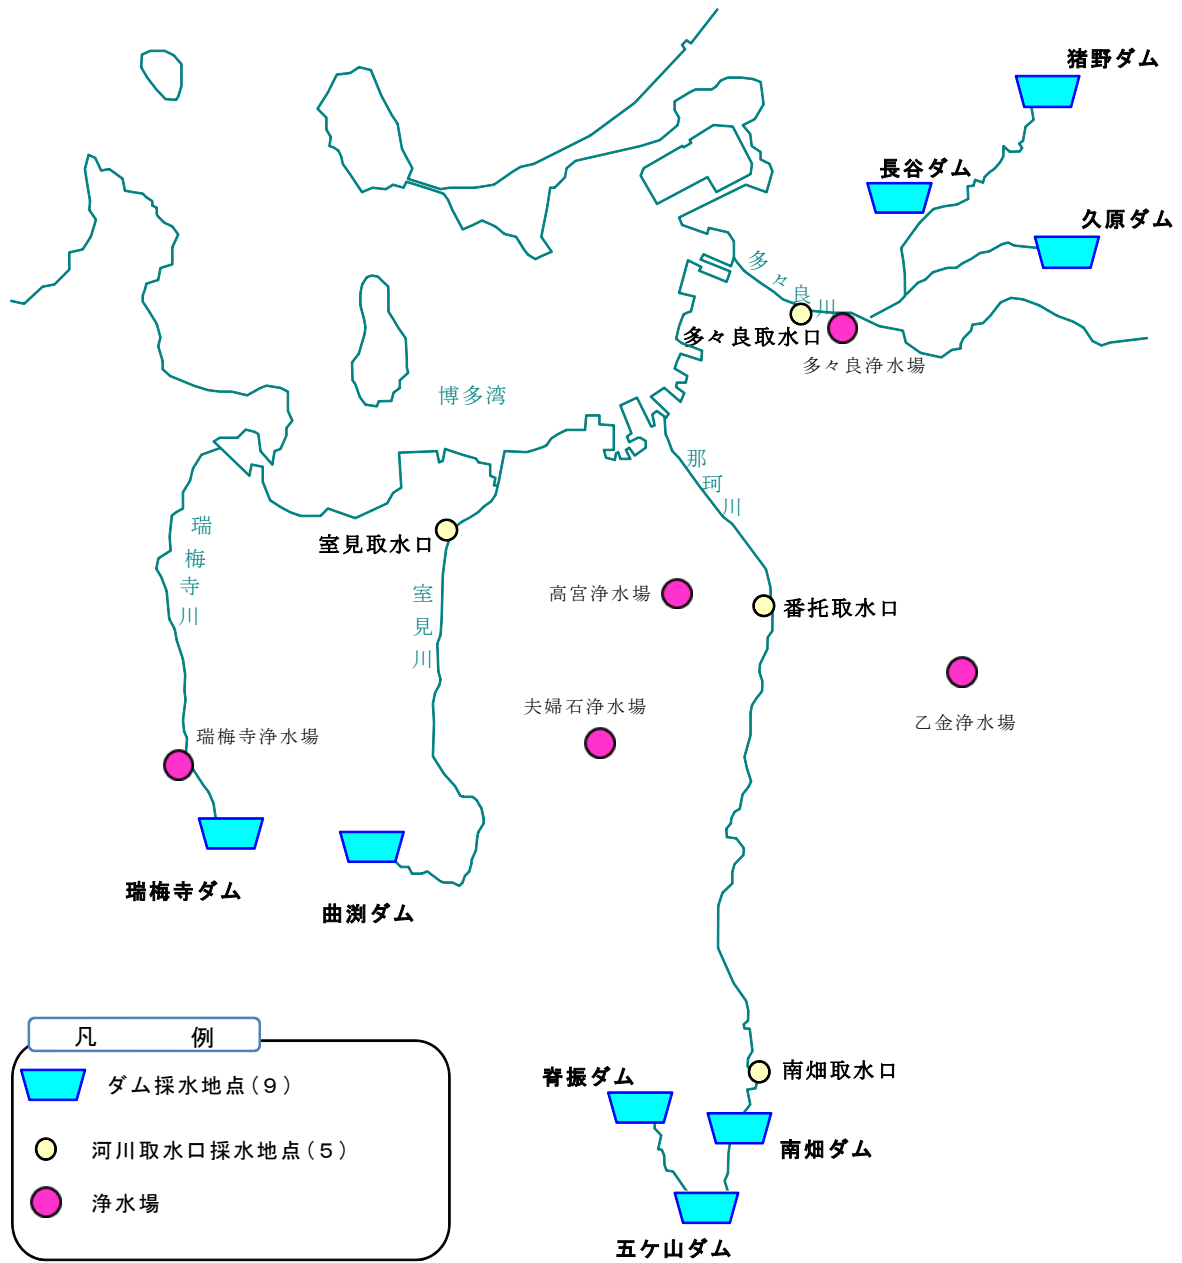 猪野ダム
長谷ダム
久原ダム
多々良川
多々良取水口
多々良浄水場
博多湾
那珂川
瑞梅寺川
室見取水口
室見川
高宮浄水場
番托取水口
夫婦石浄水場
乙金浄水場
瑞梅寺浄水場
瑞梅寺ダム
曲渕ダム
南畑取水口
脊振ダム
南畑ダム
五ケ山ダム
凡　例
ダム採水地点(９)
河川取水口採水地点(５)
浄水場